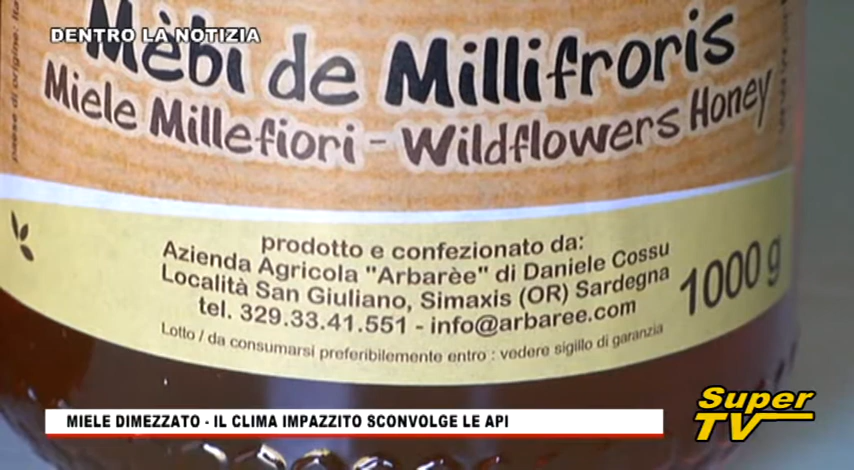 DENTRO LA NOTIZIA
Mèbi de Millifroris
Miele Millefiori - Wildflowers Honey
prodotto e confezionato da:
Azienda Agricola "Arbarèe" di Daniele Cossu
Località San Giuliano, Simaxis (OR) Sardegna
tel. 329.33.41.551 - info@arbaree.com
1000 g
Lotto / da consumarsi preferibilemente entro : vedere sigillo di garanzia
MIELE DIMEZZATO - IL CLIMA IMPAZZITO SCONVOLGE LE API
Super
TV